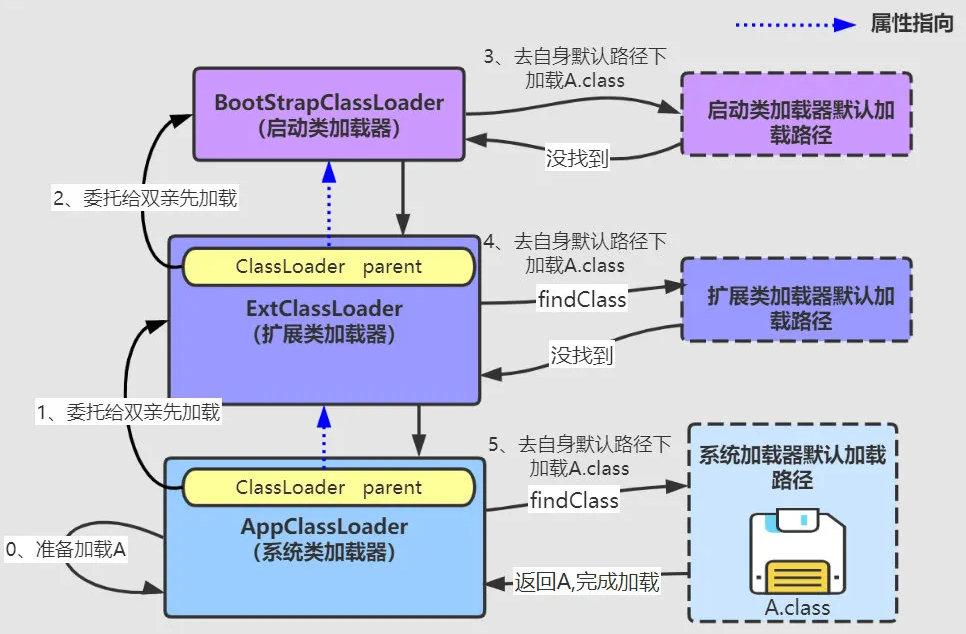 属性指向
3、去自身默认路径下
加载A.class
BootStrapClassLoader
（启动类加载器）
启动类加载器默认加
载路径
没找到
2、委托给双亲先加载
4、去自身默认路径下
加载A.class
ClassLoader parent
findClass
ExtClassLoader
（扩展类加载器）
扩展类加载器默认加
载路径
没找到
1、委托给双亲先加载
5、去自身默认路径下
加载A.class
系统加载器默认加载
路径
ClassLoader parent
findClass
AppClassLoader
（系统类加载器）
0、准备加载A
返回A,完成加载
A.class